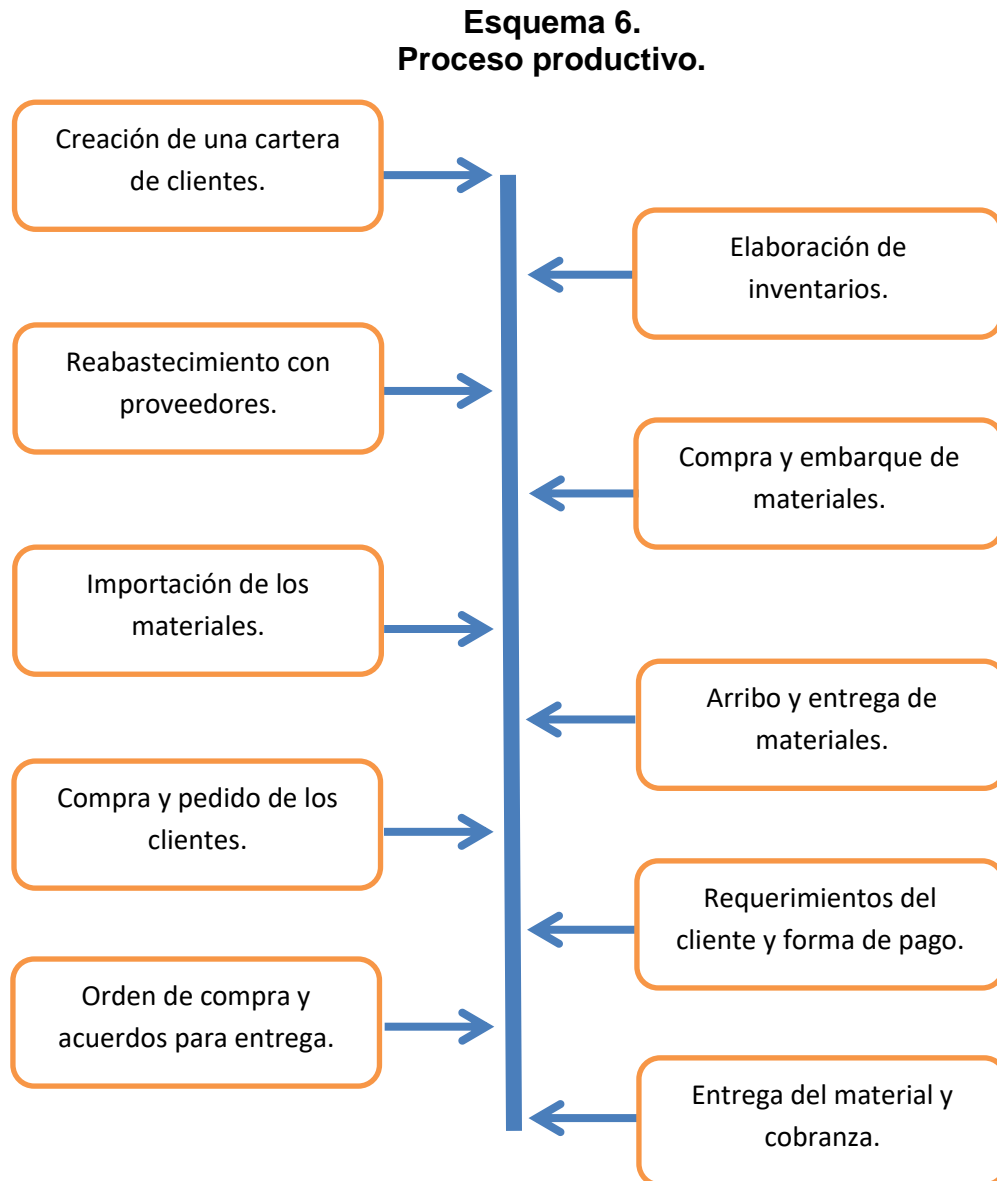 Esquema 6.
Proceso productivo.
Creación de una cartera
de clientes.
Elaboración de
inventarios.
Reabastecimiento con
proveedores.
Compra y embarque de
materiales.
Importación de los
materiales.
Arribo y entrega de
materiales.
Compra y pedido de los
clientes.
Requerimientos del
cliente y forma de pago.
Orden de compra y
acuerdos para entrega.
Entrega del material y
cobranza.